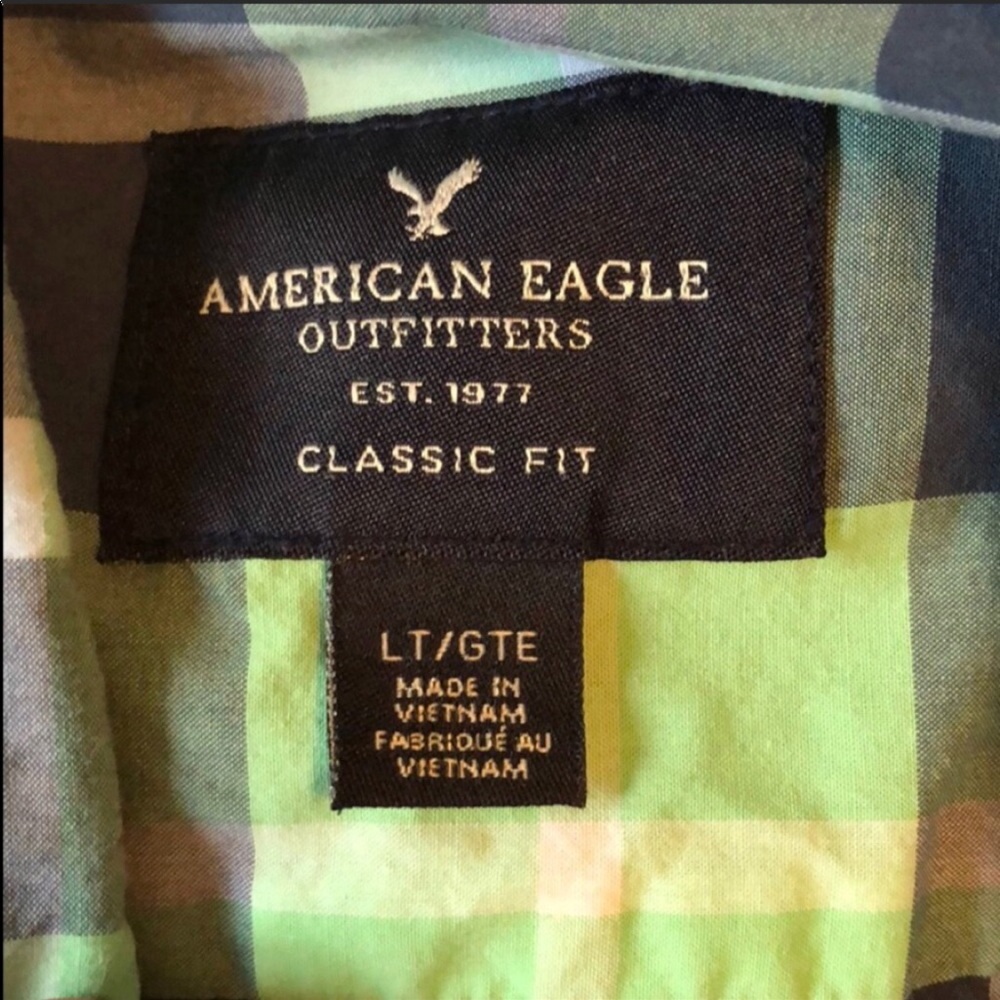 AMERICAN EAGLE
OUTFITTERS
EST. 1977
CLASSIC FIT
LT/GTE
MADE IN
VIETNAM
FABRIQUÉ AU
VIETNAM